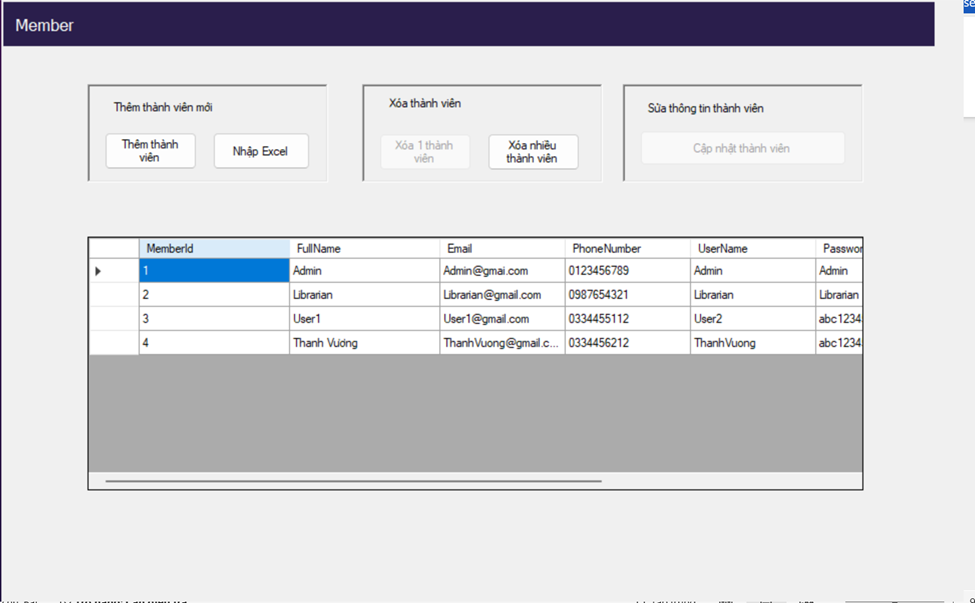 Member
Thêm thành viên mới
Thêm thành
viên
Nhập Excel
Xóa thành viên
Xóa 1 thành
viên
Xóa nhiều
thành viên
Sửa thông tin thành viên
Cập nhật thành viên
MemberId FullName Email PhoneNumber UserName Passwor
1 Admin Admin@gmai.com 0123456789 Admin Admin
2 Librarian Librarian@gmail.com 0987654321 Librarian Librarian
3 User1 User1@gmail.com 0334455112 User2 abc1234
4 Thanh Vương ThanhVuong@gmail.c... 0334456212 ThanhVuong abc1234